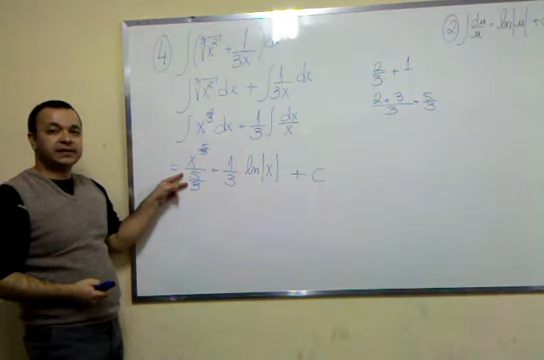 ④ ∫(∛x² + 1/3x) dx
∫∛x² dx + ∫ 1/3x dx
∫ x^(2/3) dx + 1/3 ∫ dx/x
= x^(5/3)/(5/3) + 1/3 ln|x| + C
2/3 + 1
2+3/3 = 5/3
② ∫ du/u = ln|u| +